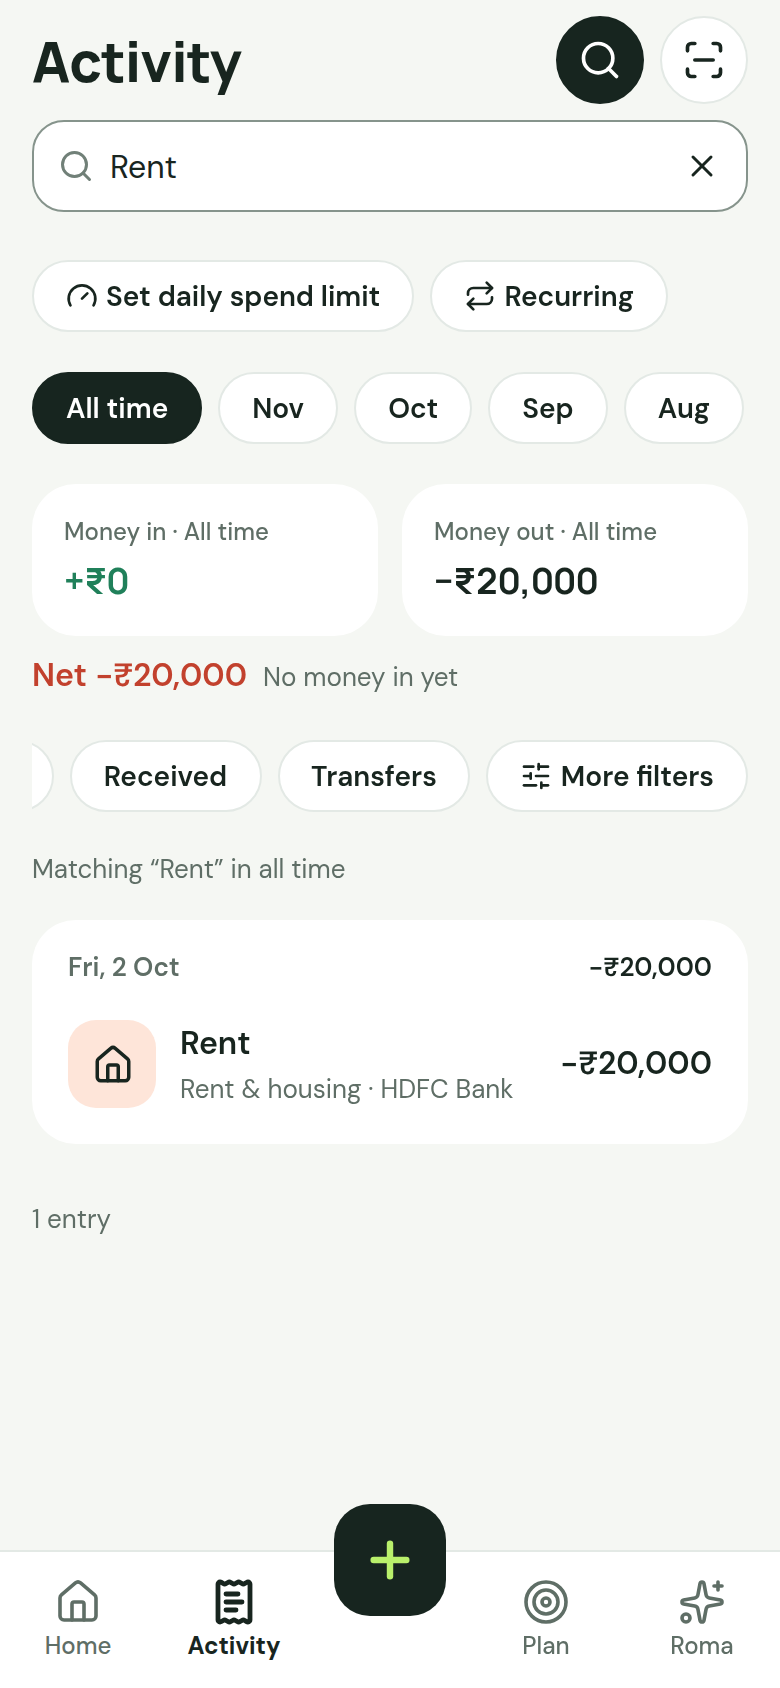 Activity
Rent
Set daily spend limit
Recurring
All time
Nov
Oct
Sep
Aug
Money in · All time
+₹0
Money out · All time
−₹20,000
Net −₹20,000 No money in yet
Received
Transfers
More filters
Matching “Rent” in all time
Fri, 2 Oct
−₹20,000
Rent
Rent & housing · HDFC Bank
−₹20,000
1 entry
Home
Activity
Plan
Roma